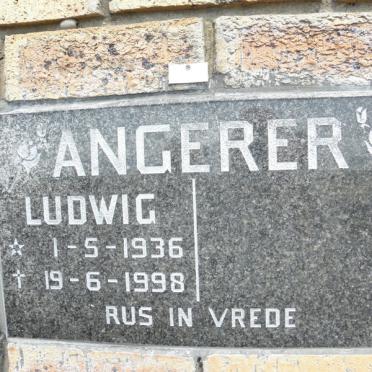 ANGERER
LUDWIG
☆ 1-5-1936
† 19-6-1998
RUS IN VREDE